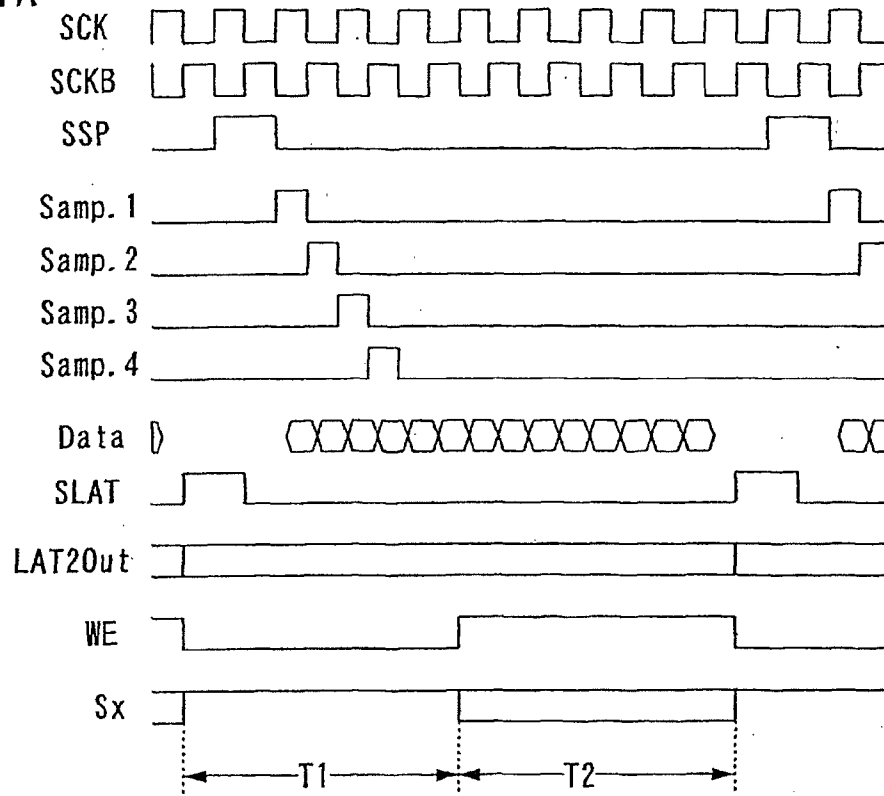 SCK
SCKB
SSP
Samp. 1
Samp. 2
Samp. 3
Samp. 4
Data
SLAT
LAT2Out
WE
Sx
T1
T2